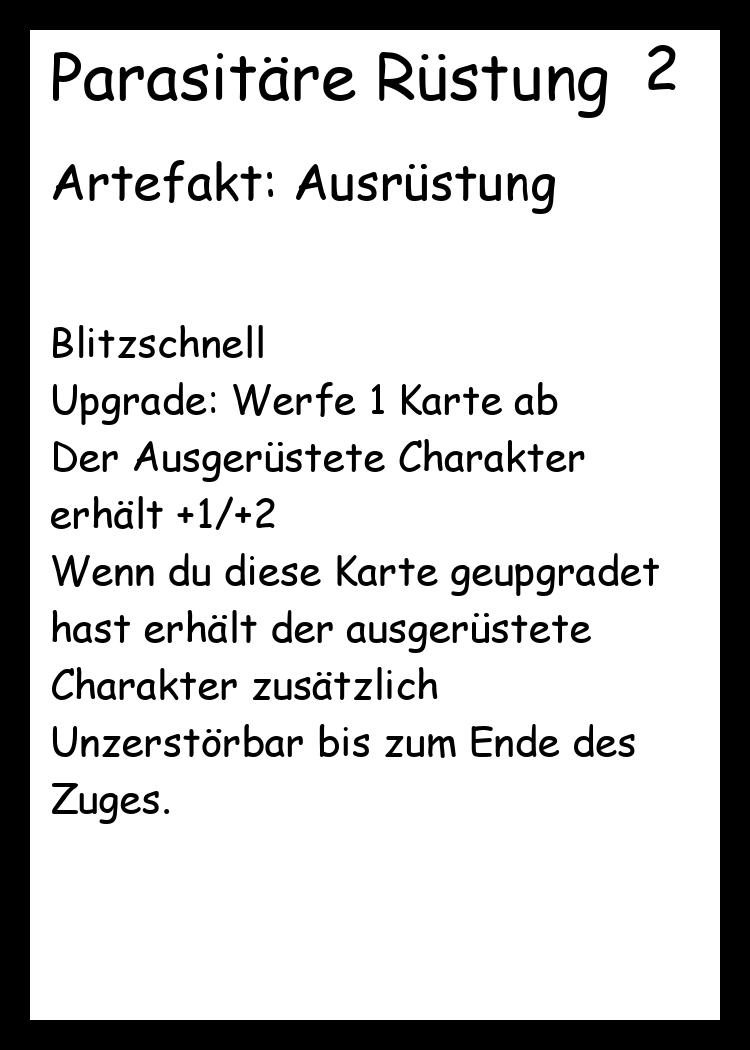 Parasitäre Rüstung 2
Artefakt: Ausrüstung
Blitzschnell
Upgrade: Werfe 1 Karte ab
Der Ausgerüstete Charakter
erhält +1/+2
Wenn du diese Karte geupgradet
hast erhält der ausgerüstete
Charakter zusätzlich
Unzerstörbar bis zum Ende des
Zuges.